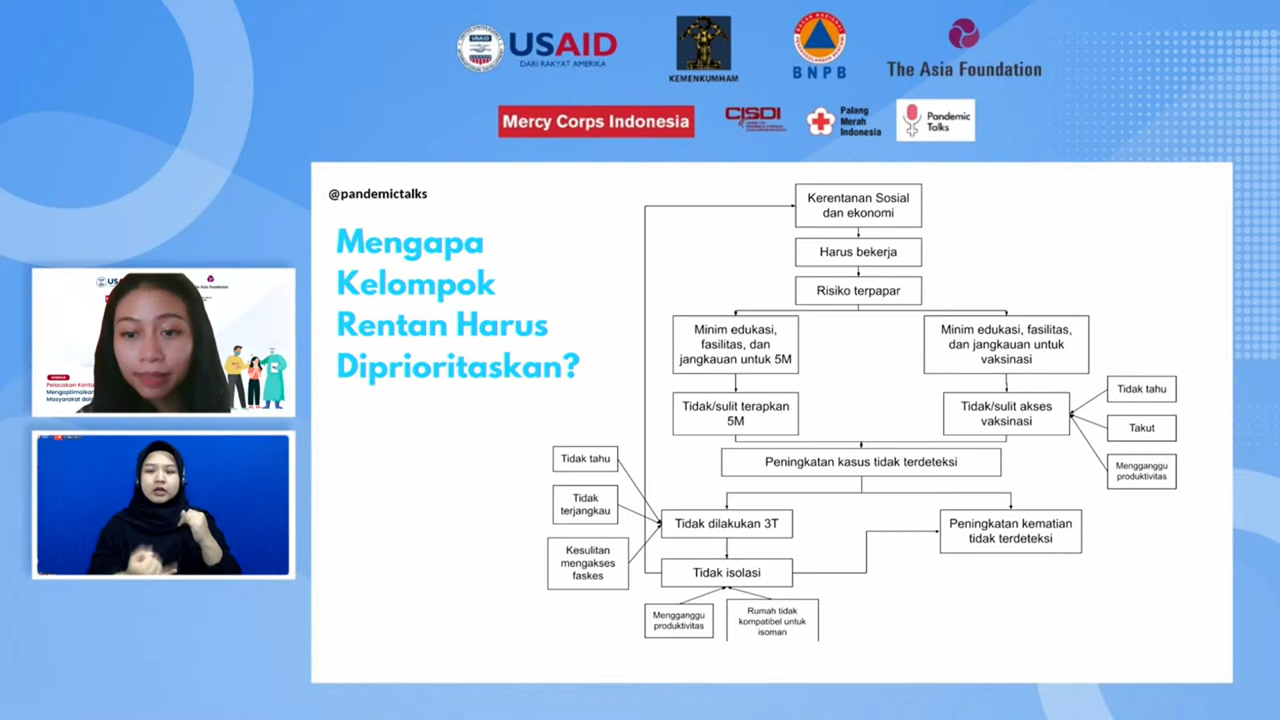 USAID
DARI RAKYAT AMERIKA
KEMENKUMHAM
BNPB
The Asia Foundation
Mercy Corps Indonesia
CISDI
Palang
Merah
Indonesia
Pandemic
Talks
@pandemictalks
Mengapa
Kelompok
Rentan Harus
Diprioritaskan?
Kerentanan Sosial
dan ekonomi
Harus bekerja
Risiko terpapar
Minim edukasi,
fasilitas, dan
jangkauan untuk 5M
Minim edukasi, fasilitas,
dan jangkauan untuk
vaksinasi
Tidak/sulit terapkan
5M
Tidak/sulit akses
vaksinasi
Tidak tahu
Takut
Mengganggu
produktivitas
Peningkatan kasus tidak terdeteksi
Tidak tahu
Tidak
terjangkau
Kesulitan
mengakses
faskes
Tidak dilakukan 3T
Peningkatan kematian
tidak terdeteksi
Tidak isolasi
Mengganggu
produktivitas
Rumah tidak
kompatibel untuk
isoman
Pelacakan
Mengoptimalkan
Masyarakat